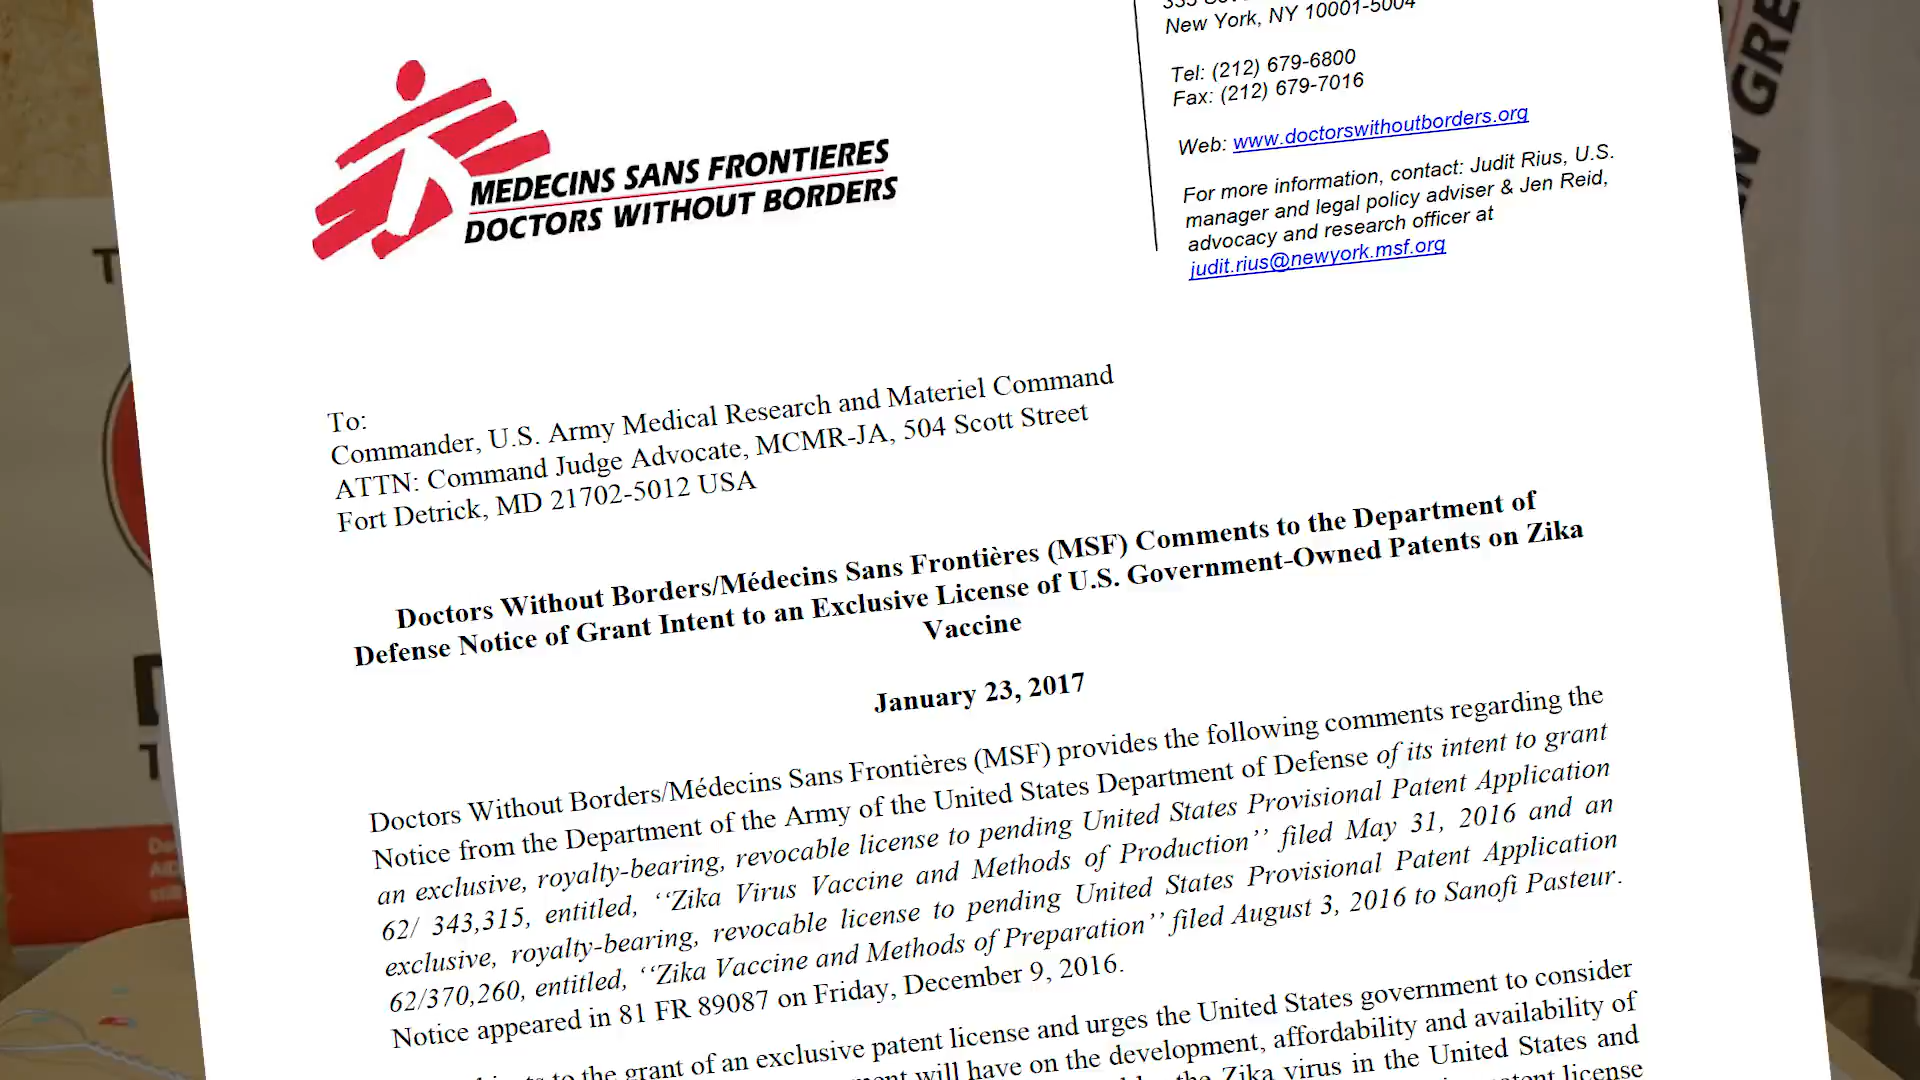 New York, NY 10001-5004
Tel: (212) 679-6800
Fax: (212) 679-7016
Web: www.doctorswithoutborders.org
For more information, contact: Judit Rius, U.S.
manager and legal policy adviser & Jen Reid,
advocacy and research officer at
judit.rius@newyork.msf.org
MEDECINS SANS FRONTIERES
DOCTORS WITHOUT BORDERS
To:
Commander, U.S. Army Medical Research and Materiel Command
ATTN: Command Judge Advocate, MCMR-JA, 504 Scott Street
Fort Detrick, MD 21702-5012 USA
Doctors Without Borders/Médecins Sans Frontières (MSF) Comments to the Department of
Defense Notice of Grant Intent to an Exclusive License of U.S. Government-Owned Patents on Zika
Vaccine
January 23, 2017
Doctors Without Borders/Médecins Sans Frontières (MSF) provides the following comments regarding the
Notice from the Department of the Army of the United States Department of Defense of its intent to grant
an exclusive, royalty-bearing, revocable license to pending United States Provisional Patent Application
62/ 343,315, entitled, ‘‘Zika Virus Vaccine and Methods of Production’’ filed May 31, 2016 and an
exclusive, royalty-bearing, revocable license to pending United States Provisional Patent Application
62/370,260, entitled, ‘‘Zika Vaccine and Methods of Preparation’’ filed August 3, 2016 to Sanofi Pasteur.
Notice appeared in 81 FR 89087 on Friday, December 9, 2016.
to the grant of an exclusive patent license and urges the United States government to consider
will have on the development, affordability and availability of
the Zika virus in the United States and
license